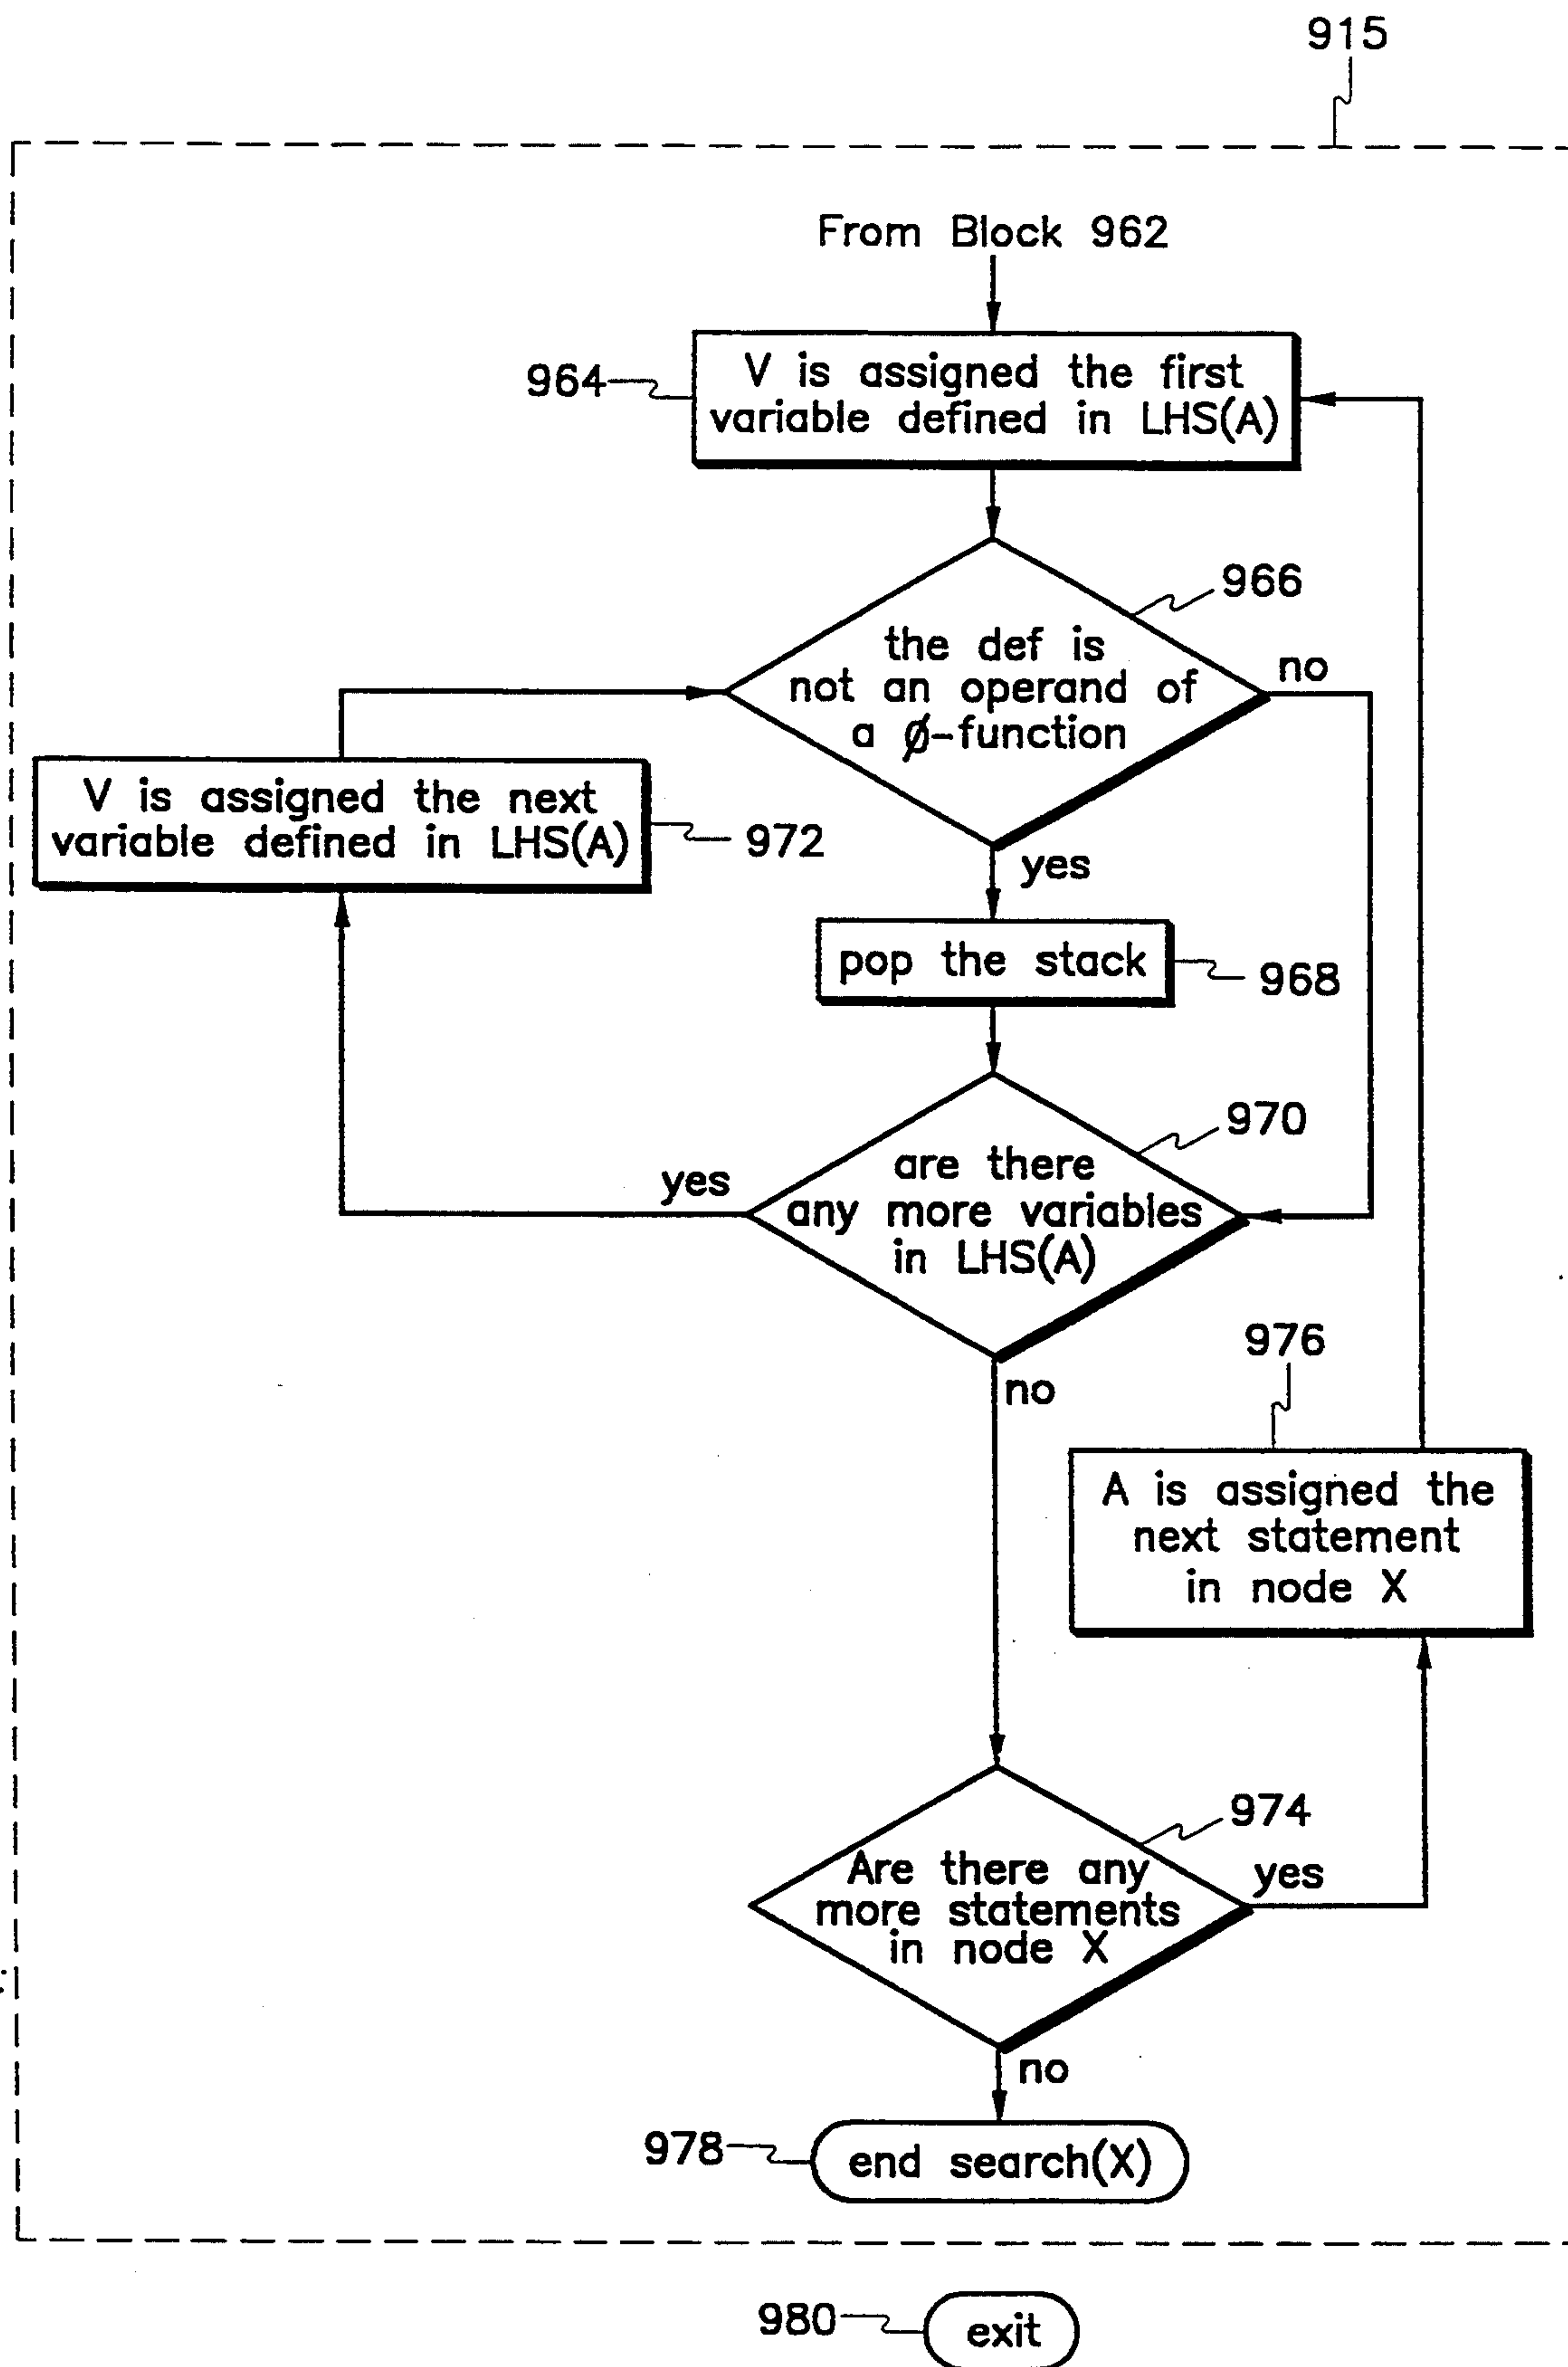 915
From Block 962
964
V is assigned the first
variable defined in LHS(A)
966
the def is
not an operand of
a ø-function
no
V is assigned the next
variable defined in LHS(A)
972
yes
pop the stack
968
970
are there
any more variables
in LHS(A)
yes
no
976
A is assigned the
next statement
in node X
974
Are there any
more statements
in node X
yes
no
978
end search(X)
980
exit